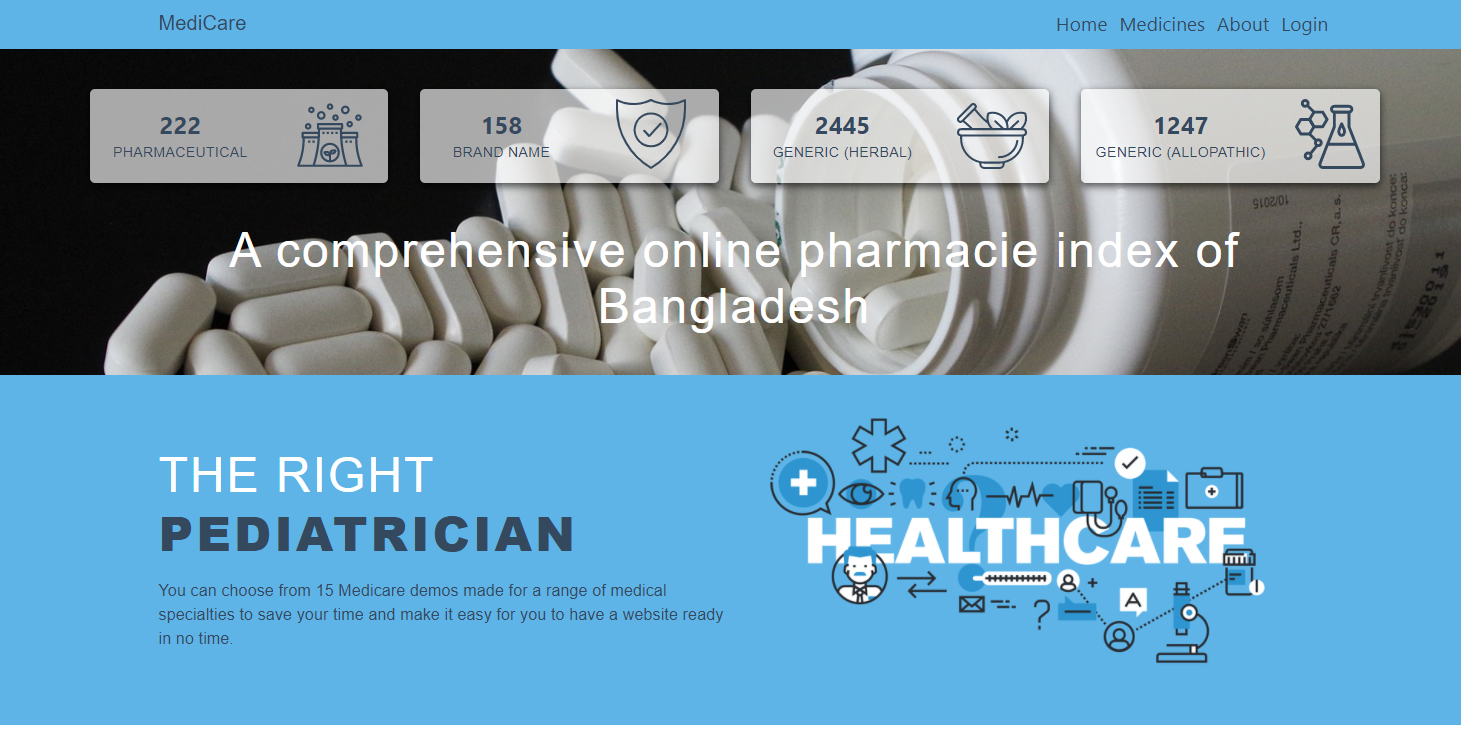 MediCare
Home Medicines About Login
222
PHARMACEUTICAL
158
BRAND NAME
2445
GENERIC (HERBAL)
1247
GENERIC (ALLOPATHIC)
10/2015
A comprehensive online pharmacie index of
Bangladesh
THE RIGHT
PEDIATRICIAN
You can choose from 15 Medicare demos made for a range of medical
specialties to save your time and make it easy for you to have a website ready
in no time.
HEALTHCARE
?
A